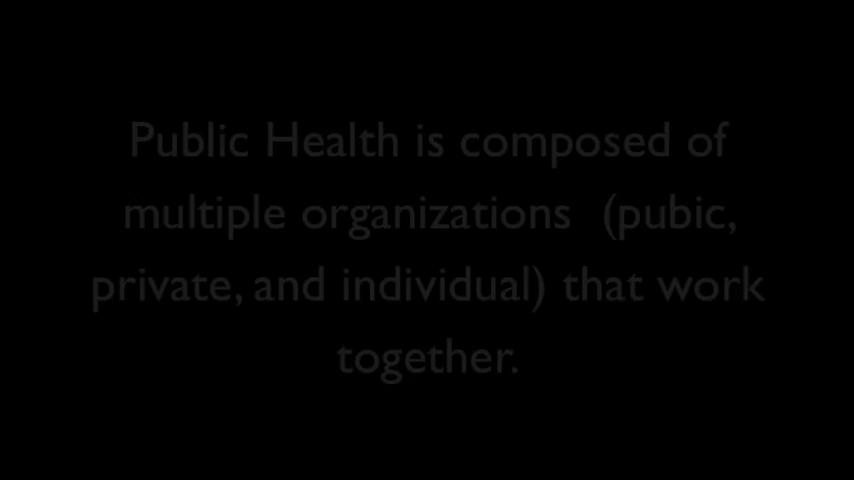 Public Health is composed of
multiple organizations (pubic,
private, and individual) that work
together.